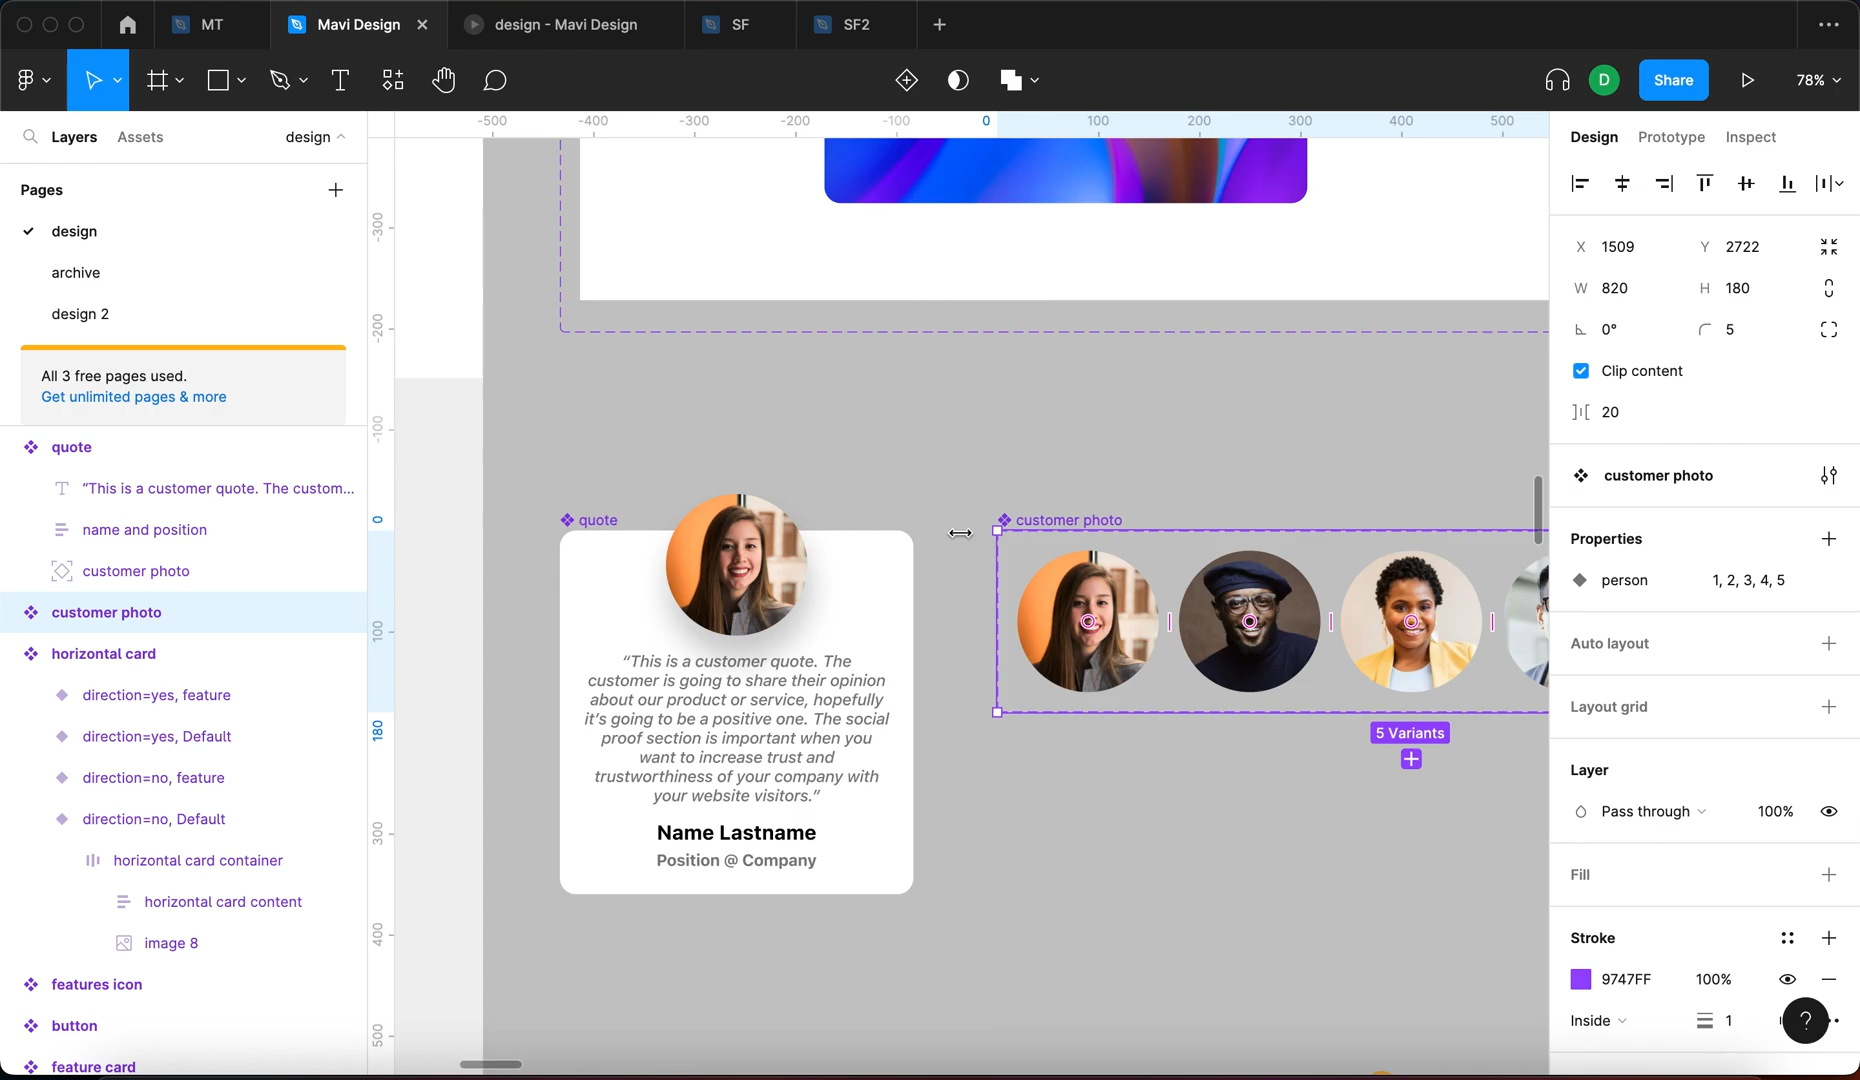 MT
Mavi Design
design - Mavi Design
SF
SF2
D
Share
78%
Layers
Assets
design
Pages
design
archive
design 2
All 3 free pages used.
Get unlimited pages & more
quote
“This is a customer quote. The custom...
name and position
customer photo
customer photo
horizontal card
direction=yes, feature
direction=yes, Default
direction=no, feature
direction=no, Default
horizontal card container
horizontal card content
image 8
features icon
button
feature card
-500
-400
-300
-200
-100
0
100
200
300
400
500
-300
-200
-100
0
100
180
300
400
500
quote
“This is a customer quote. The
customer is going to share their opinion
about our product or service, hopefully
it’s going to be a positive one. The social
proof section is important when you
want to increase trust and
trustworthiness of your company with
your website visitors.”
Name Lastname
Position @ Company
customer photo
5 Variants
Design
Prototype
Inspect
X 1509
Y 2722
W 820
H 180
0°
5
Clip content
20
customer photo
Properties
person
1, 2, 3, 4, 5
Auto layout
Layout grid
Layer
Pass through
100%
Fill
Stroke
9747FF
100%
Inside
1
?